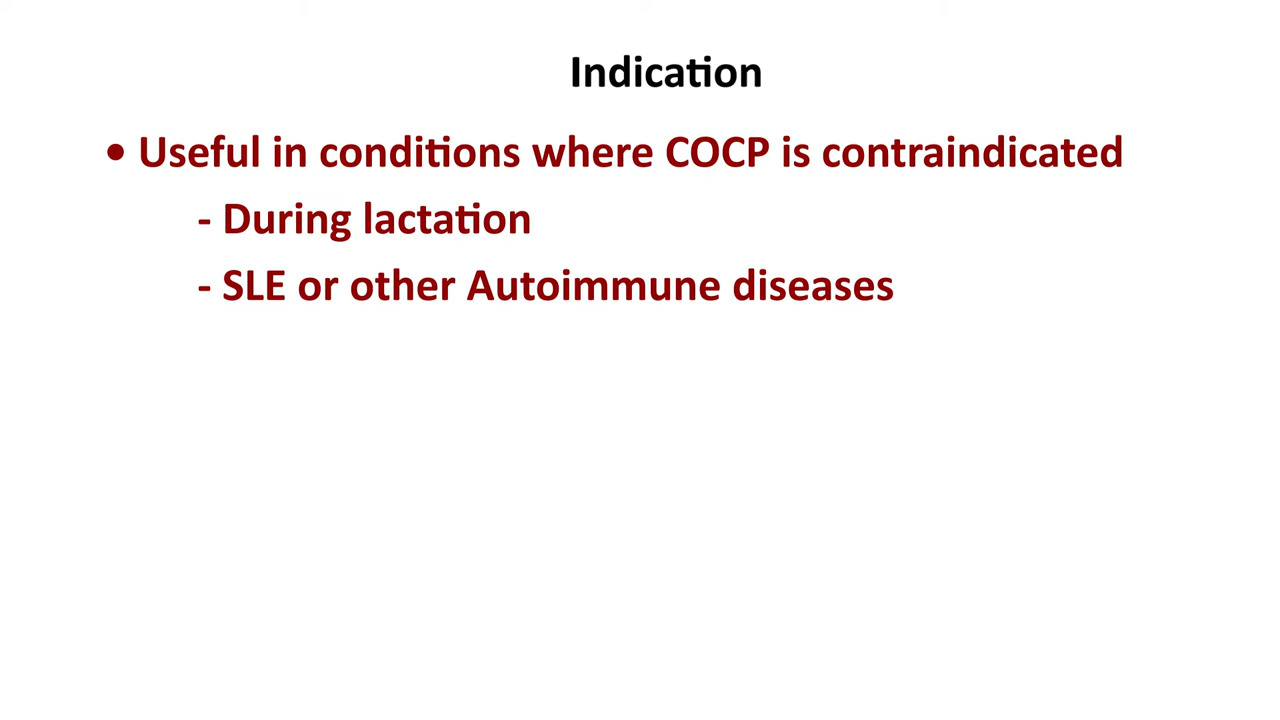 Indication
• Useful in conditions where COCP is contraindicated
- During lactation
- SLE or other Autoimmune diseases